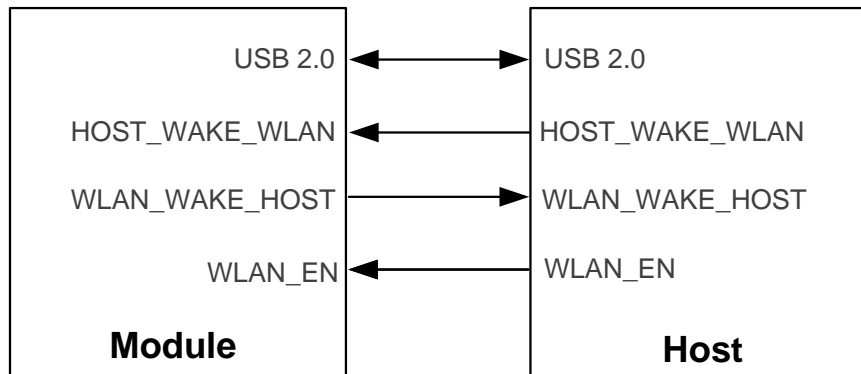 USB 2.0 USB 2.0
HOST_WAKE_WLAN HOST_WAKE_WLAN
WLAN_WAKE_HOST WLAN_WAKE_HOST
WLAN_EN WLAN_EN
Module Host